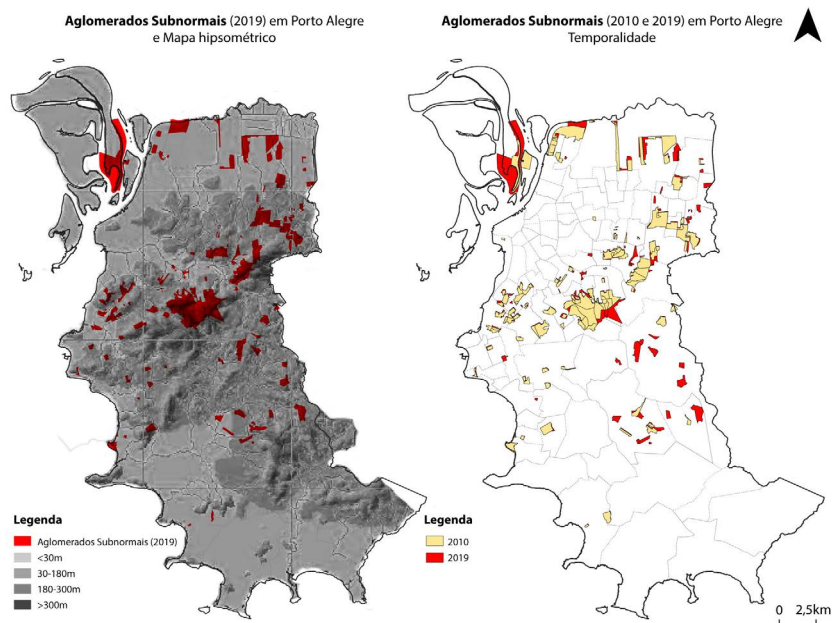 Aglomerados Subnormais (2019) em Porto Alegre
e Mapa hipsométrico
Aglomerados Subnormais (2010 e 2019) em Porto Alegre
Temporalidade
Legenda
Aglomerados Subnormais (2019)
<30m
30-180m
180-300m
>300m
Legenda
2010
2019
0 2,5km